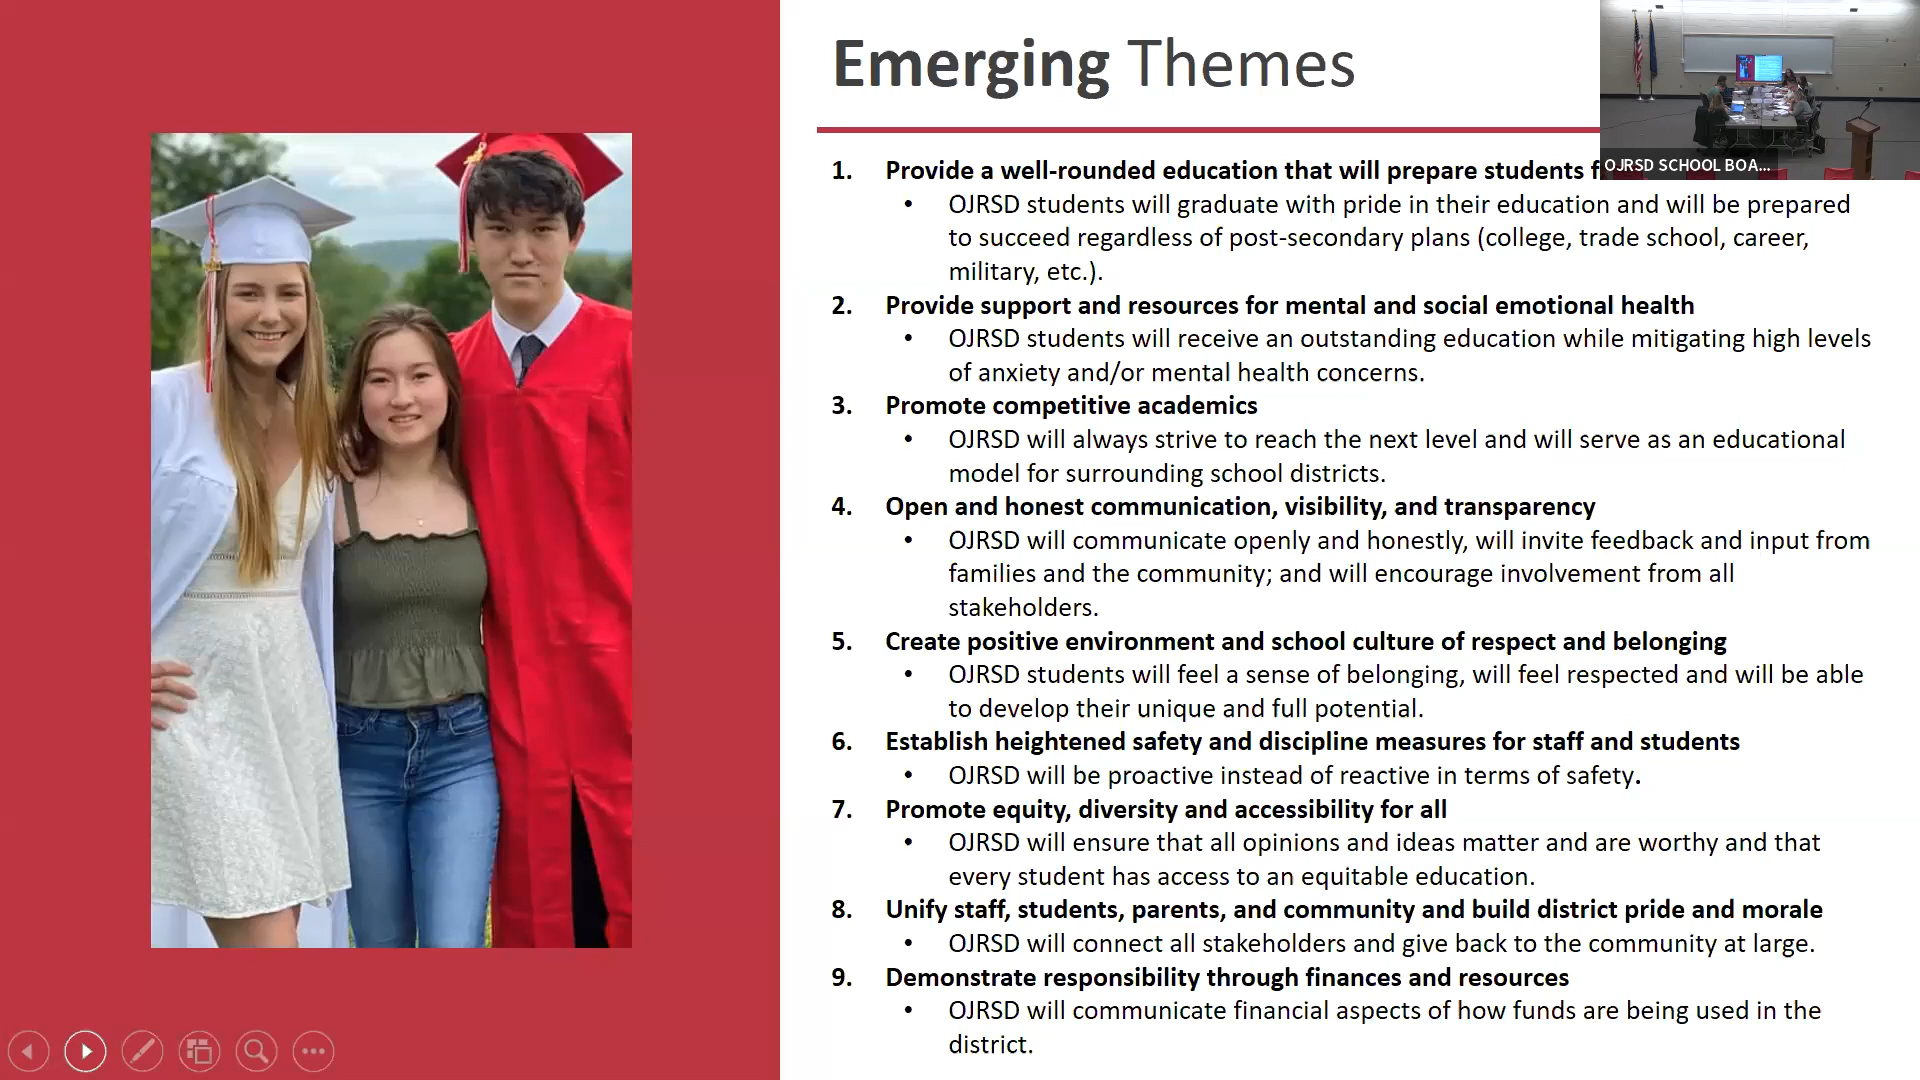 Emerging Themes
1. Provide a well-rounded education that will prepare students
OJRSD SCHOOL BOA...
• OJRSD students will graduate with pride in their education and will be prepared
to succeed regardless of post-secondary plans (college, trade school, career,
military, etc.).
2. Provide support and resources for mental and social emotional health
• OJRSD students will receive an outstanding education while mitigating high levels
of anxiety and/or mental health concerns.
3. Promote competitive academics
• OJRSD will always strive to reach the next level and will serve as an educational
model for surrounding school districts.
4. Open and honest communication, visibility, and transparency
• OJRSD will communicate openly and honestly, will invite feedback and input from
families and the community; and will encourage involvement from all
stakeholders.
5. Create positive environment and school culture of respect and belonging
• OJRSD students will feel a sense of belonging, will feel respected and will be able
to develop their unique and full potential.
6. Establish heightened safety and discipline measures for staff and students
• OJRSD will be proactive instead of reactive in terms of safety.
7. Promote equity, diversity and accessibility for all
• OJRSD will ensure that all opinions and ideas matter and are worthy and that
every student has access to an equitable education.
8. Unify staff, students, parents, and community and build district pride and morale
• OJRSD will connect all stakeholders and give back to the community at large.
9. Demonstrate responsibility through finances and resources
• OJRSD will communicate financial aspects of how funds are being used in the
district.